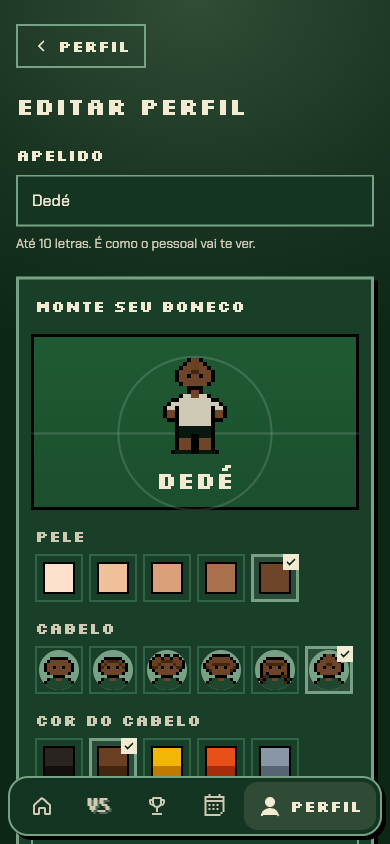 PERFIL
EDITAR PERFIL
APELIDO
Dedé
Até 10 letras. É como o pessoal vai te ver.
MONTE SEU BONECO
DEDÉ
PELE
CABELO
COR DO CABELO
VS PERFIL